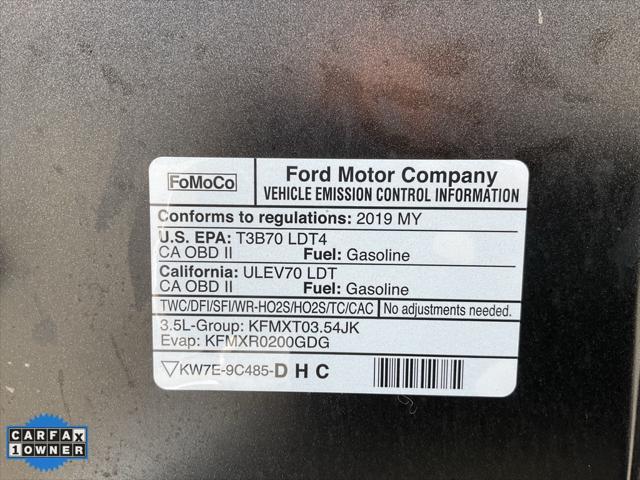 FoMoCo
Ford Motor Company
VEHICLE EMISSION CONTROL INFORMATION
Conforms to regulations: 2019 MY
U.S. EPA: T3B70 LDT4
CA OBD II Fuel: Gasoline
California: ULEV70 LDT
CA OBD II Fuel: Gasoline
TWC/DFI/SFI/WR-HO2S/HO2S/TC/CAC No adjustments needed.
3.5L-Group: KFMXT03.54JK
Evap: KFMXR0200GDG
KW7E-9C485-D H C
CARFAX
1 OWNER